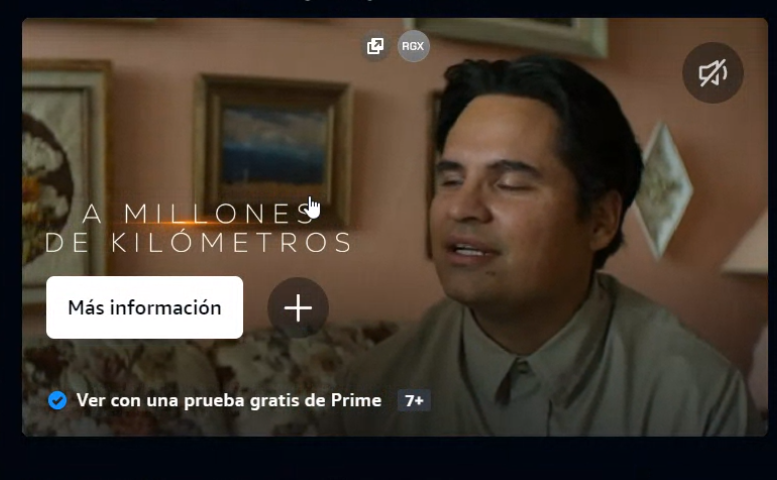 RGX
A MILLONES
DE KILÓMETROS
Más información
Ver con una prueba gratis de Prime 7+